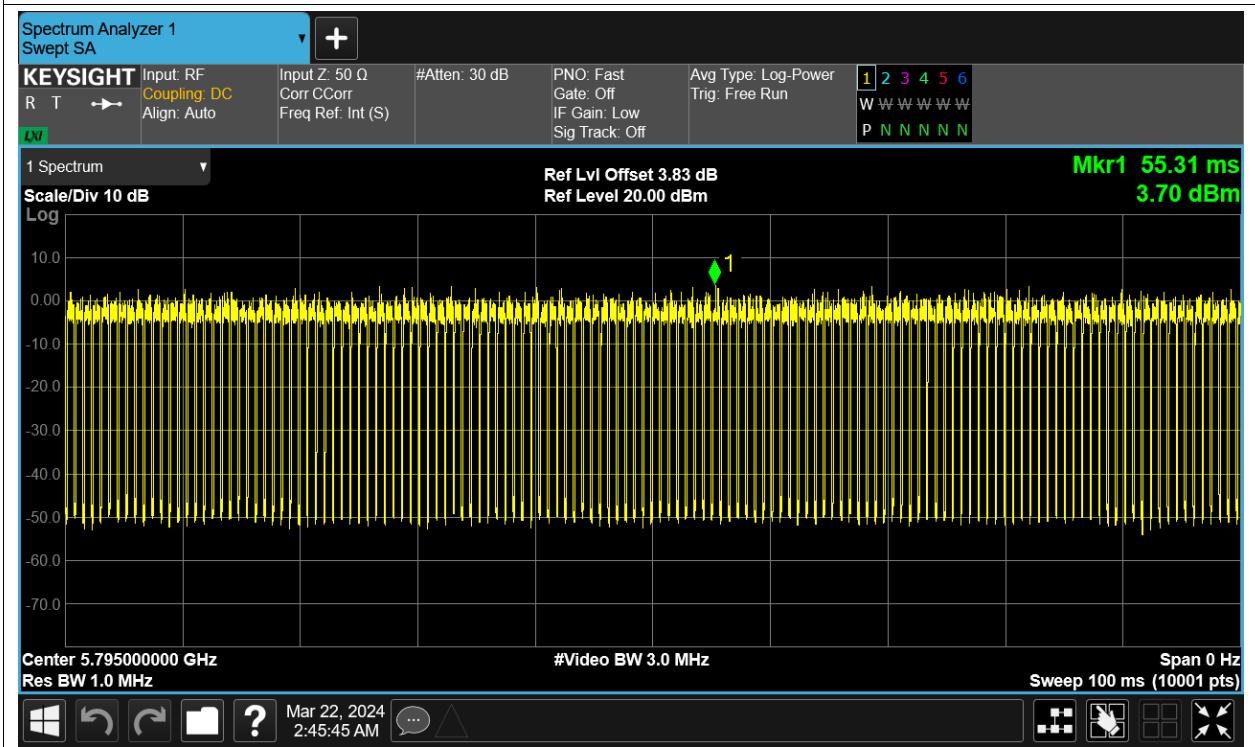 Spectrum Analyzer 1
Swept SA
KEYSIGHT
R T
LXI
Input: RF
Coupling: DC
Align: Auto
Input Z: 50 Ω
Corr CCorr
Freq Ref: Int (S)
#Atten: 30 dB
PNO: Fast
Gate: Off
IF Gain: Low
Sig Track: Off
Avg Type: Log-Power
Trig: Free Run
1 2 3 4 5 6
W W W W W W
P N N N N N
1 Spectrum
Scale/Div 10 dB
Log
Ref Lvl Offset 3.83 dB
Ref Level 20.00 dBm
Mkr1 55.31 ms
3.70 dBm
1
10.0
0.00
-10.0
-20.0
-30.0
-40.0
-50.0
-60.0
-70.0
Center 5.795000000 GHz
#Video BW 3.0 MHz
Span 0 Hz
Res BW 1.0 MHz
Sweep 100 ms (10001 pts)
?
Mar 22, 2024
2:45:45 AM